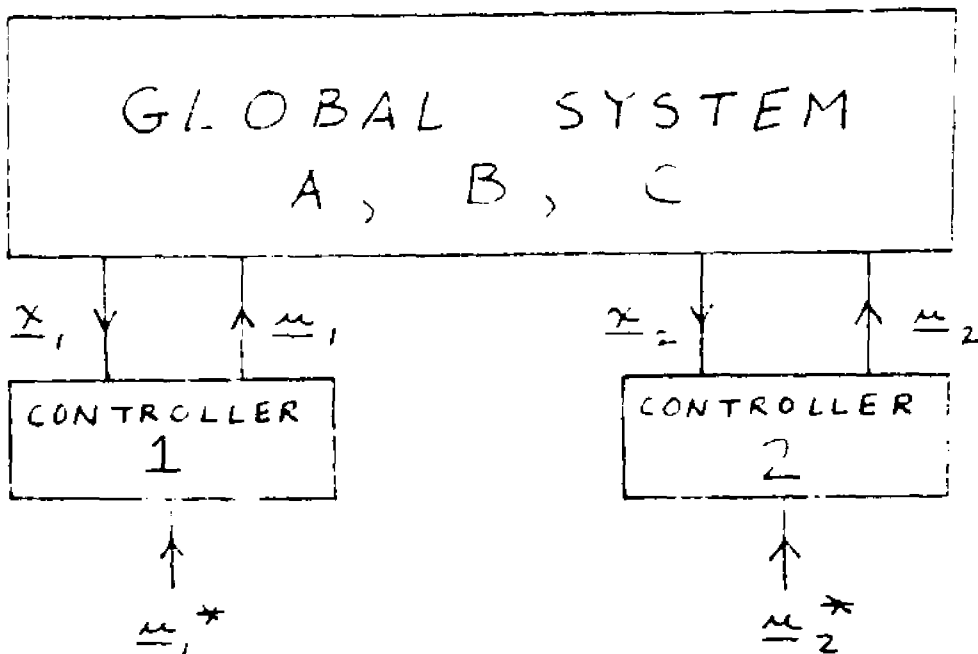 GLOBAL SYSTEM
A, B, C
x₁ u₁ x₂ u₂
CONTROLLER CONTROLLER
1 2
u₁* u₂*